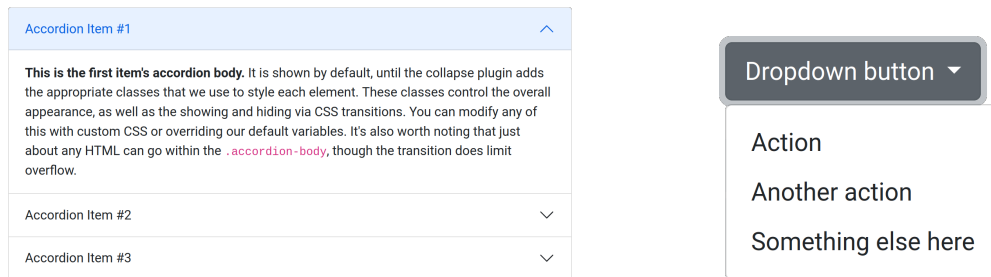 Accordion Item #1
This is the first item's accordion body. It is shown by default, until the collapse plugin adds
the appropriate classes that we use to style each element. These classes control the overall
appearance, as well as the showing and hiding via CSS transitions. You can modify any of
this with custom CSS or overriding our default variables. It's also worth noting that just
about any HTML can go within the .accordion-body, though the transition does limit
overflow.
Accordion Item #2
Accordion Item #3
Dropdown button
Action
Another action
Something else here